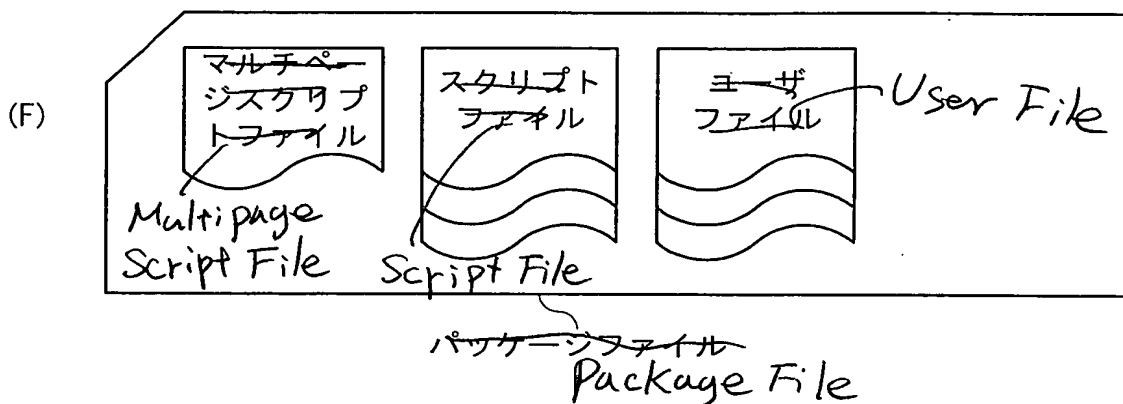 (F)
マルチペー
ジスクリプ
トファイル
スクリプト
ファイル
ユーザ
ファイル
User File
Multipage
Script File
Script File
パッケージファイル
Package File